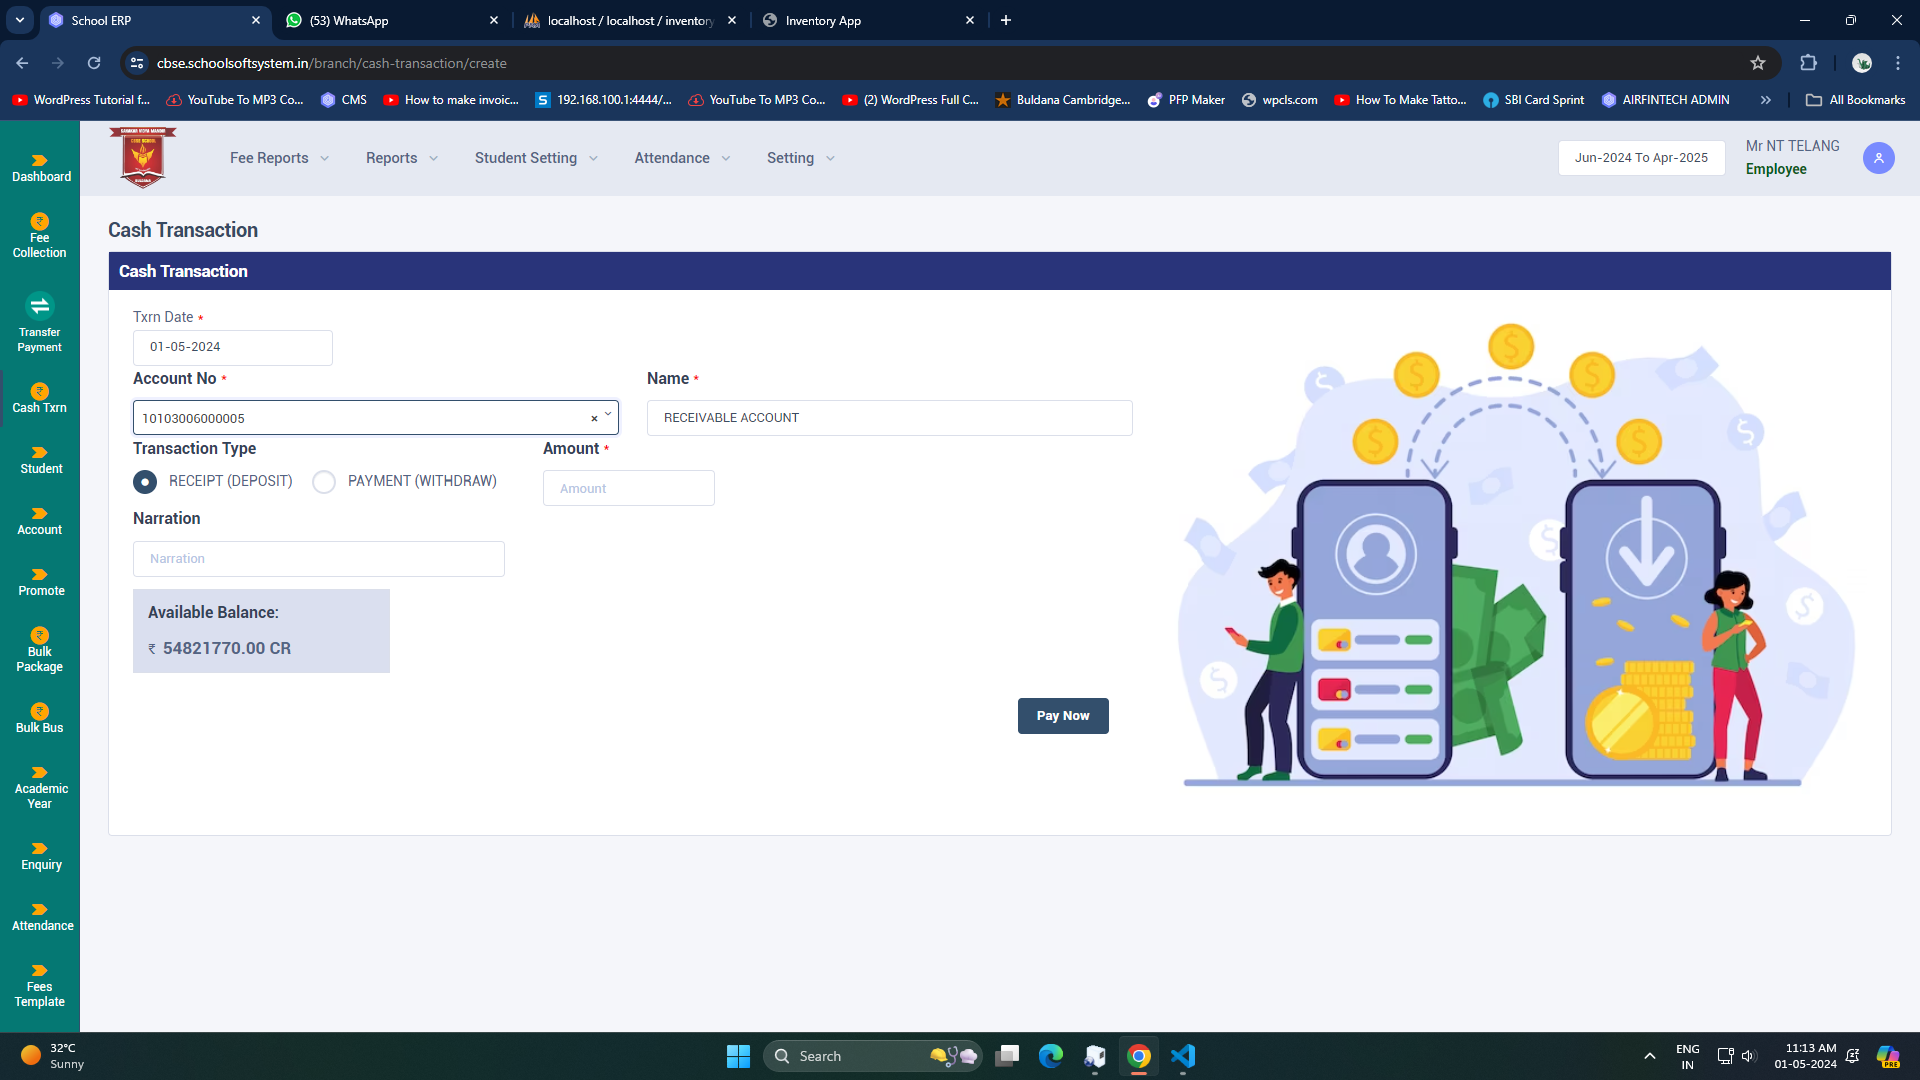 School ERP
(53) WhatsApp
localhost / localhost / inventory
Inventory App
cbse.schoolsoftsystem.in/branch/cash-transaction/create
WordPress Tutorial f...
YouTube To MP3 Co...
CMS
How to make invoic...
192.168.100.1:4444/...
YouTube To MP3 Co...
(2) WordPress Full C...
Buldana Cambridge...
PFP Maker
wpcls.com
How To Make Tatto...
SBI Card Sprint
AIRFINTECH ADMIN
All Bookmarks
Fee Reports
Reports
Student Setting
Attendance
Setting
Jun-2024 To Apr-2025
Mr NT TELANG
Employee
Dashboard
Fee
Collection
Transfer
Payment
Cash Txrn
Student
Account
Promote
Bulk
Package
Bulk Bus
Academic
Year
Enquiry
Attendance
Fees
Template
Cash Transaction
Cash Transaction
Txrn Date *
01-05-2024
Account No *
Name *
10103006000005 ×
RECEIVABLE ACCOUNT
Transaction Type
Amount *
RECEIPT (DEPOSIT)
PAYMENT (WITHDRAW)
Amount
Narration
Narration
Available Balance:
₹ 54821770.00 CR
Pay Now
32°C
Sunny
Search
ENG
IN
11:13 AM
01-05-2024
PRE